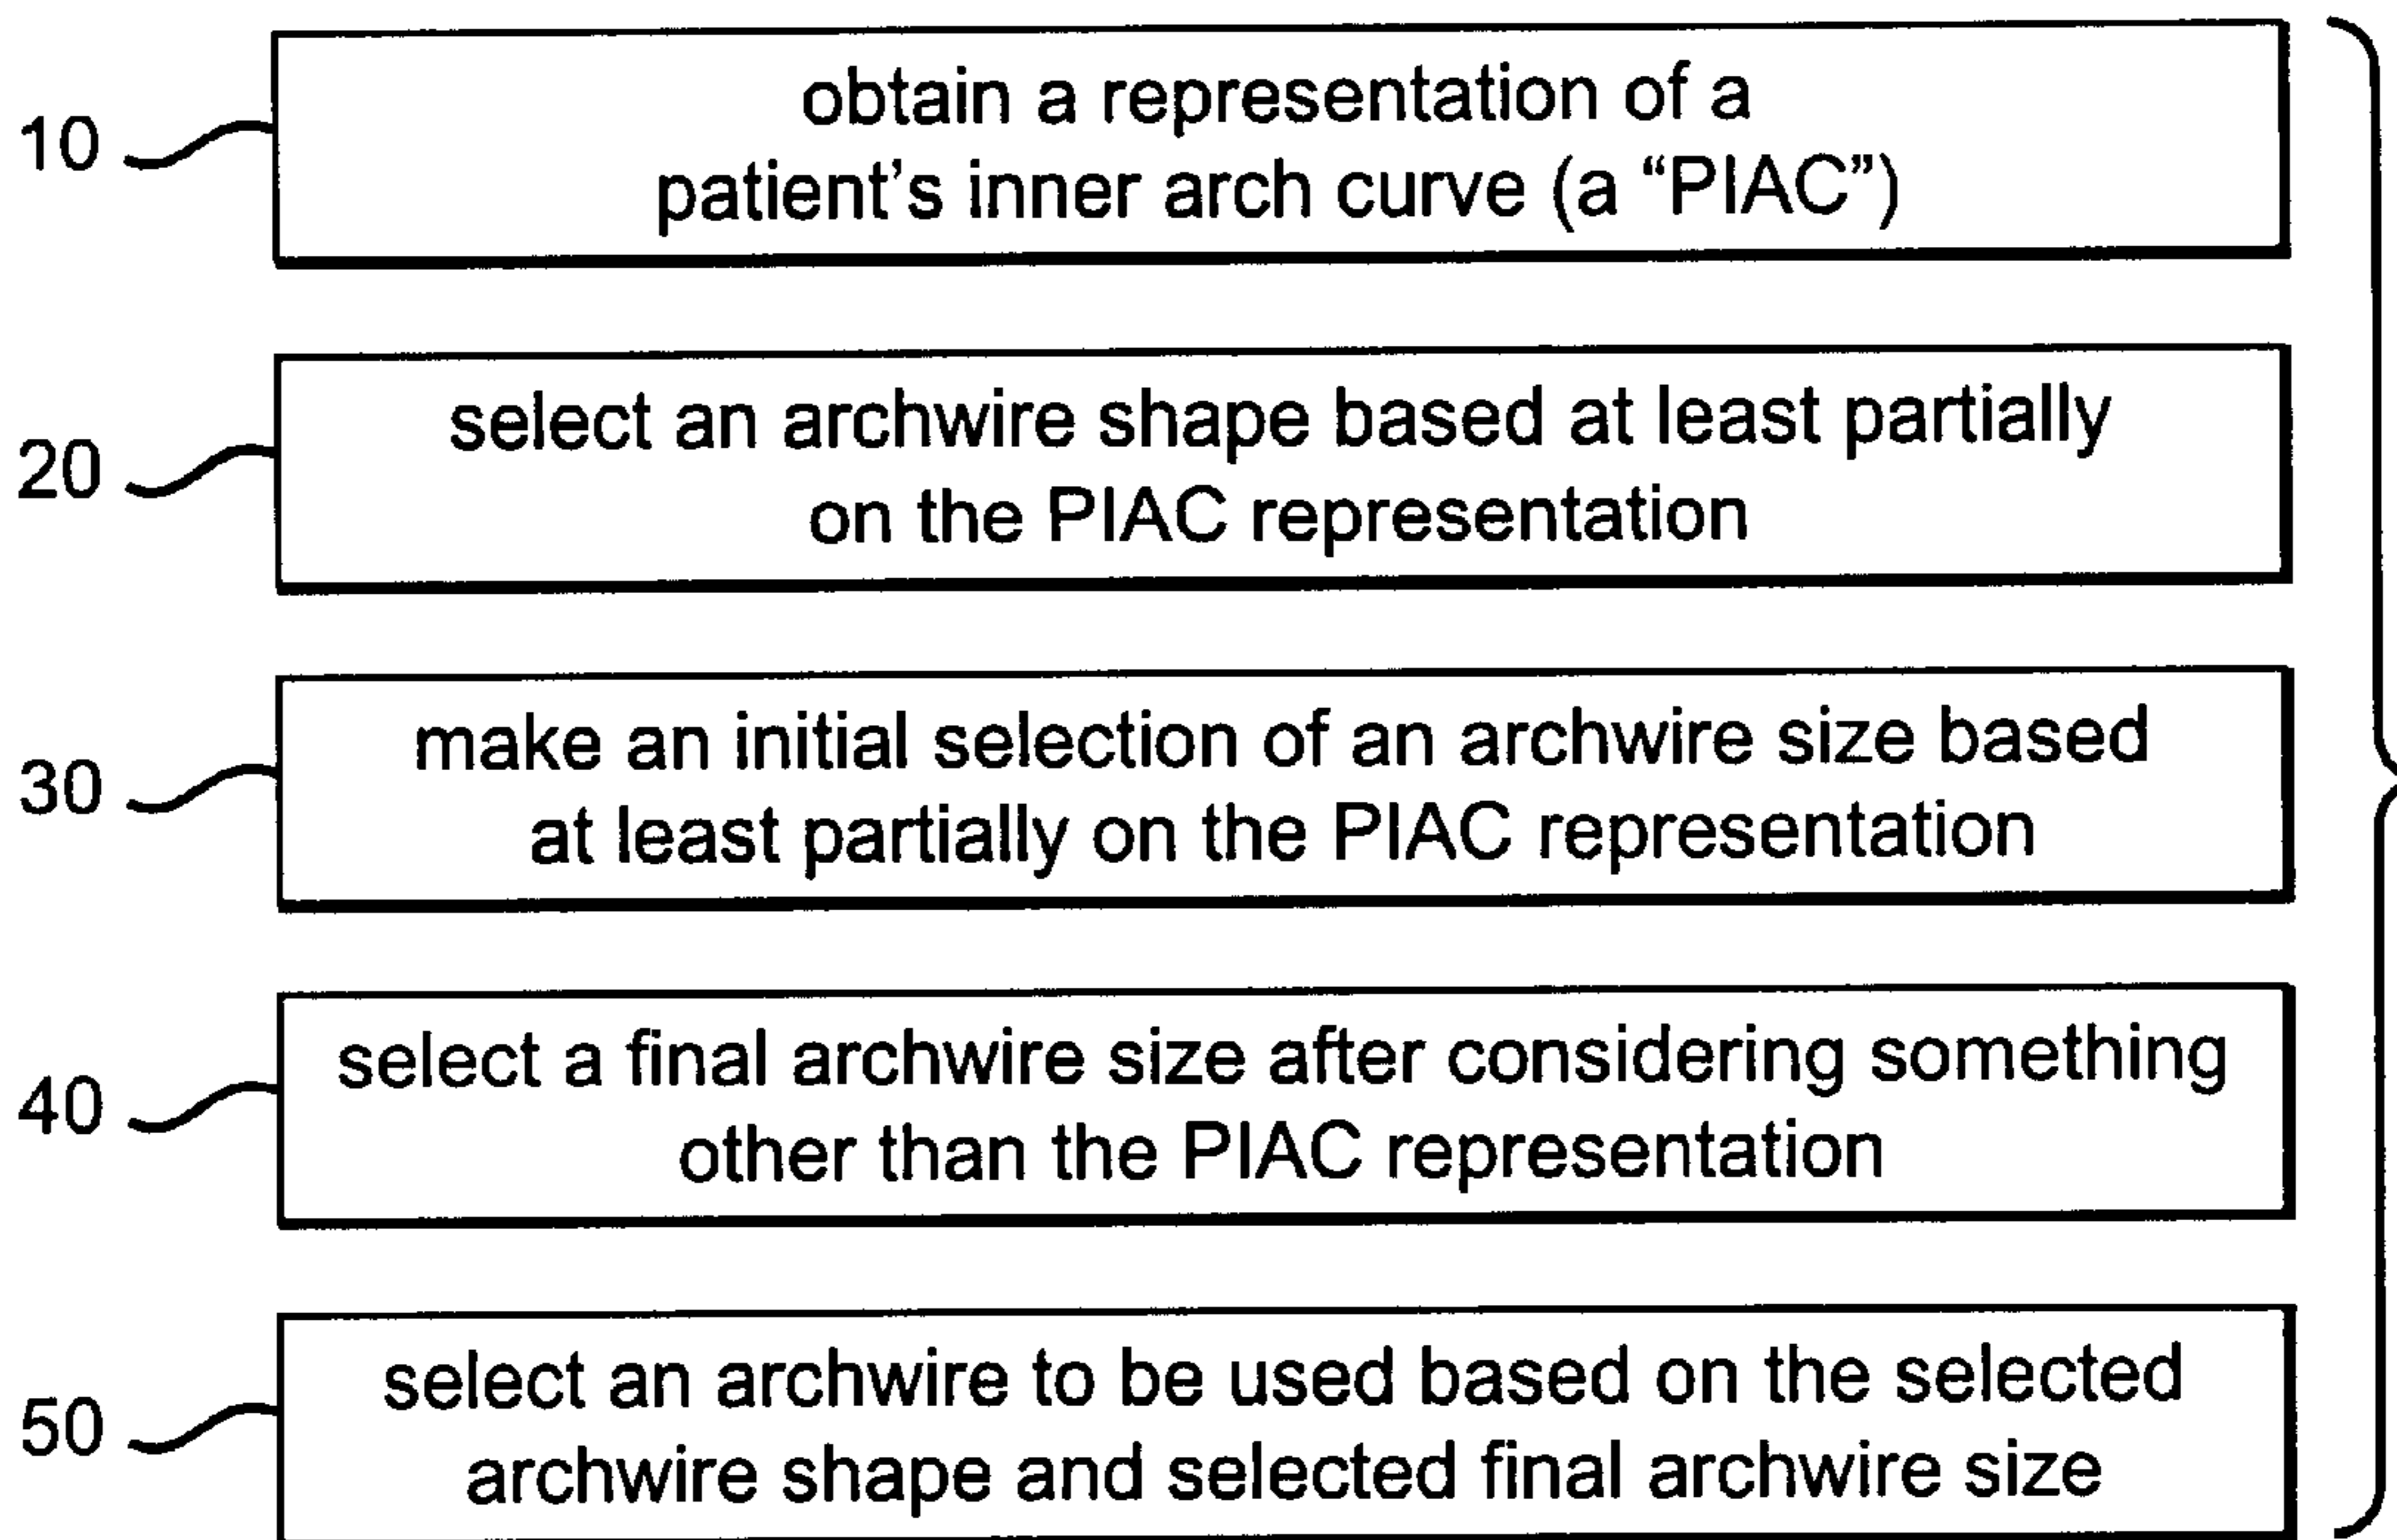 10
obtain a representation of a
patient’s inner arch curve (a “PIAC”)
20
select an archwire shape based at least partially
on the PIAC representation
30
make an initial selection of an archwire size based
at least partially on the PIAC representation
40
select a final archwire size after considering something
other than the PIAC representation
50
select an archwire to be used based on the selected
archwire shape and selected final archwire size